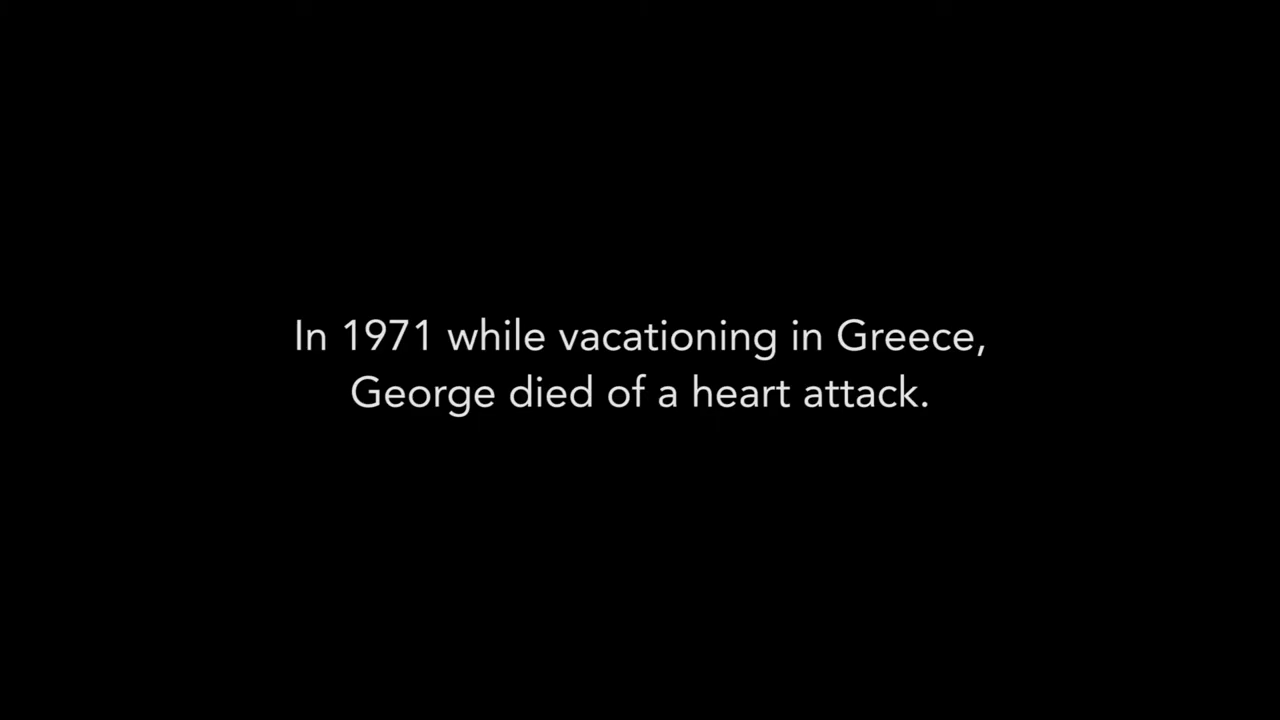 In 1971 while vacationing in Greece,
George died of a heart attack.